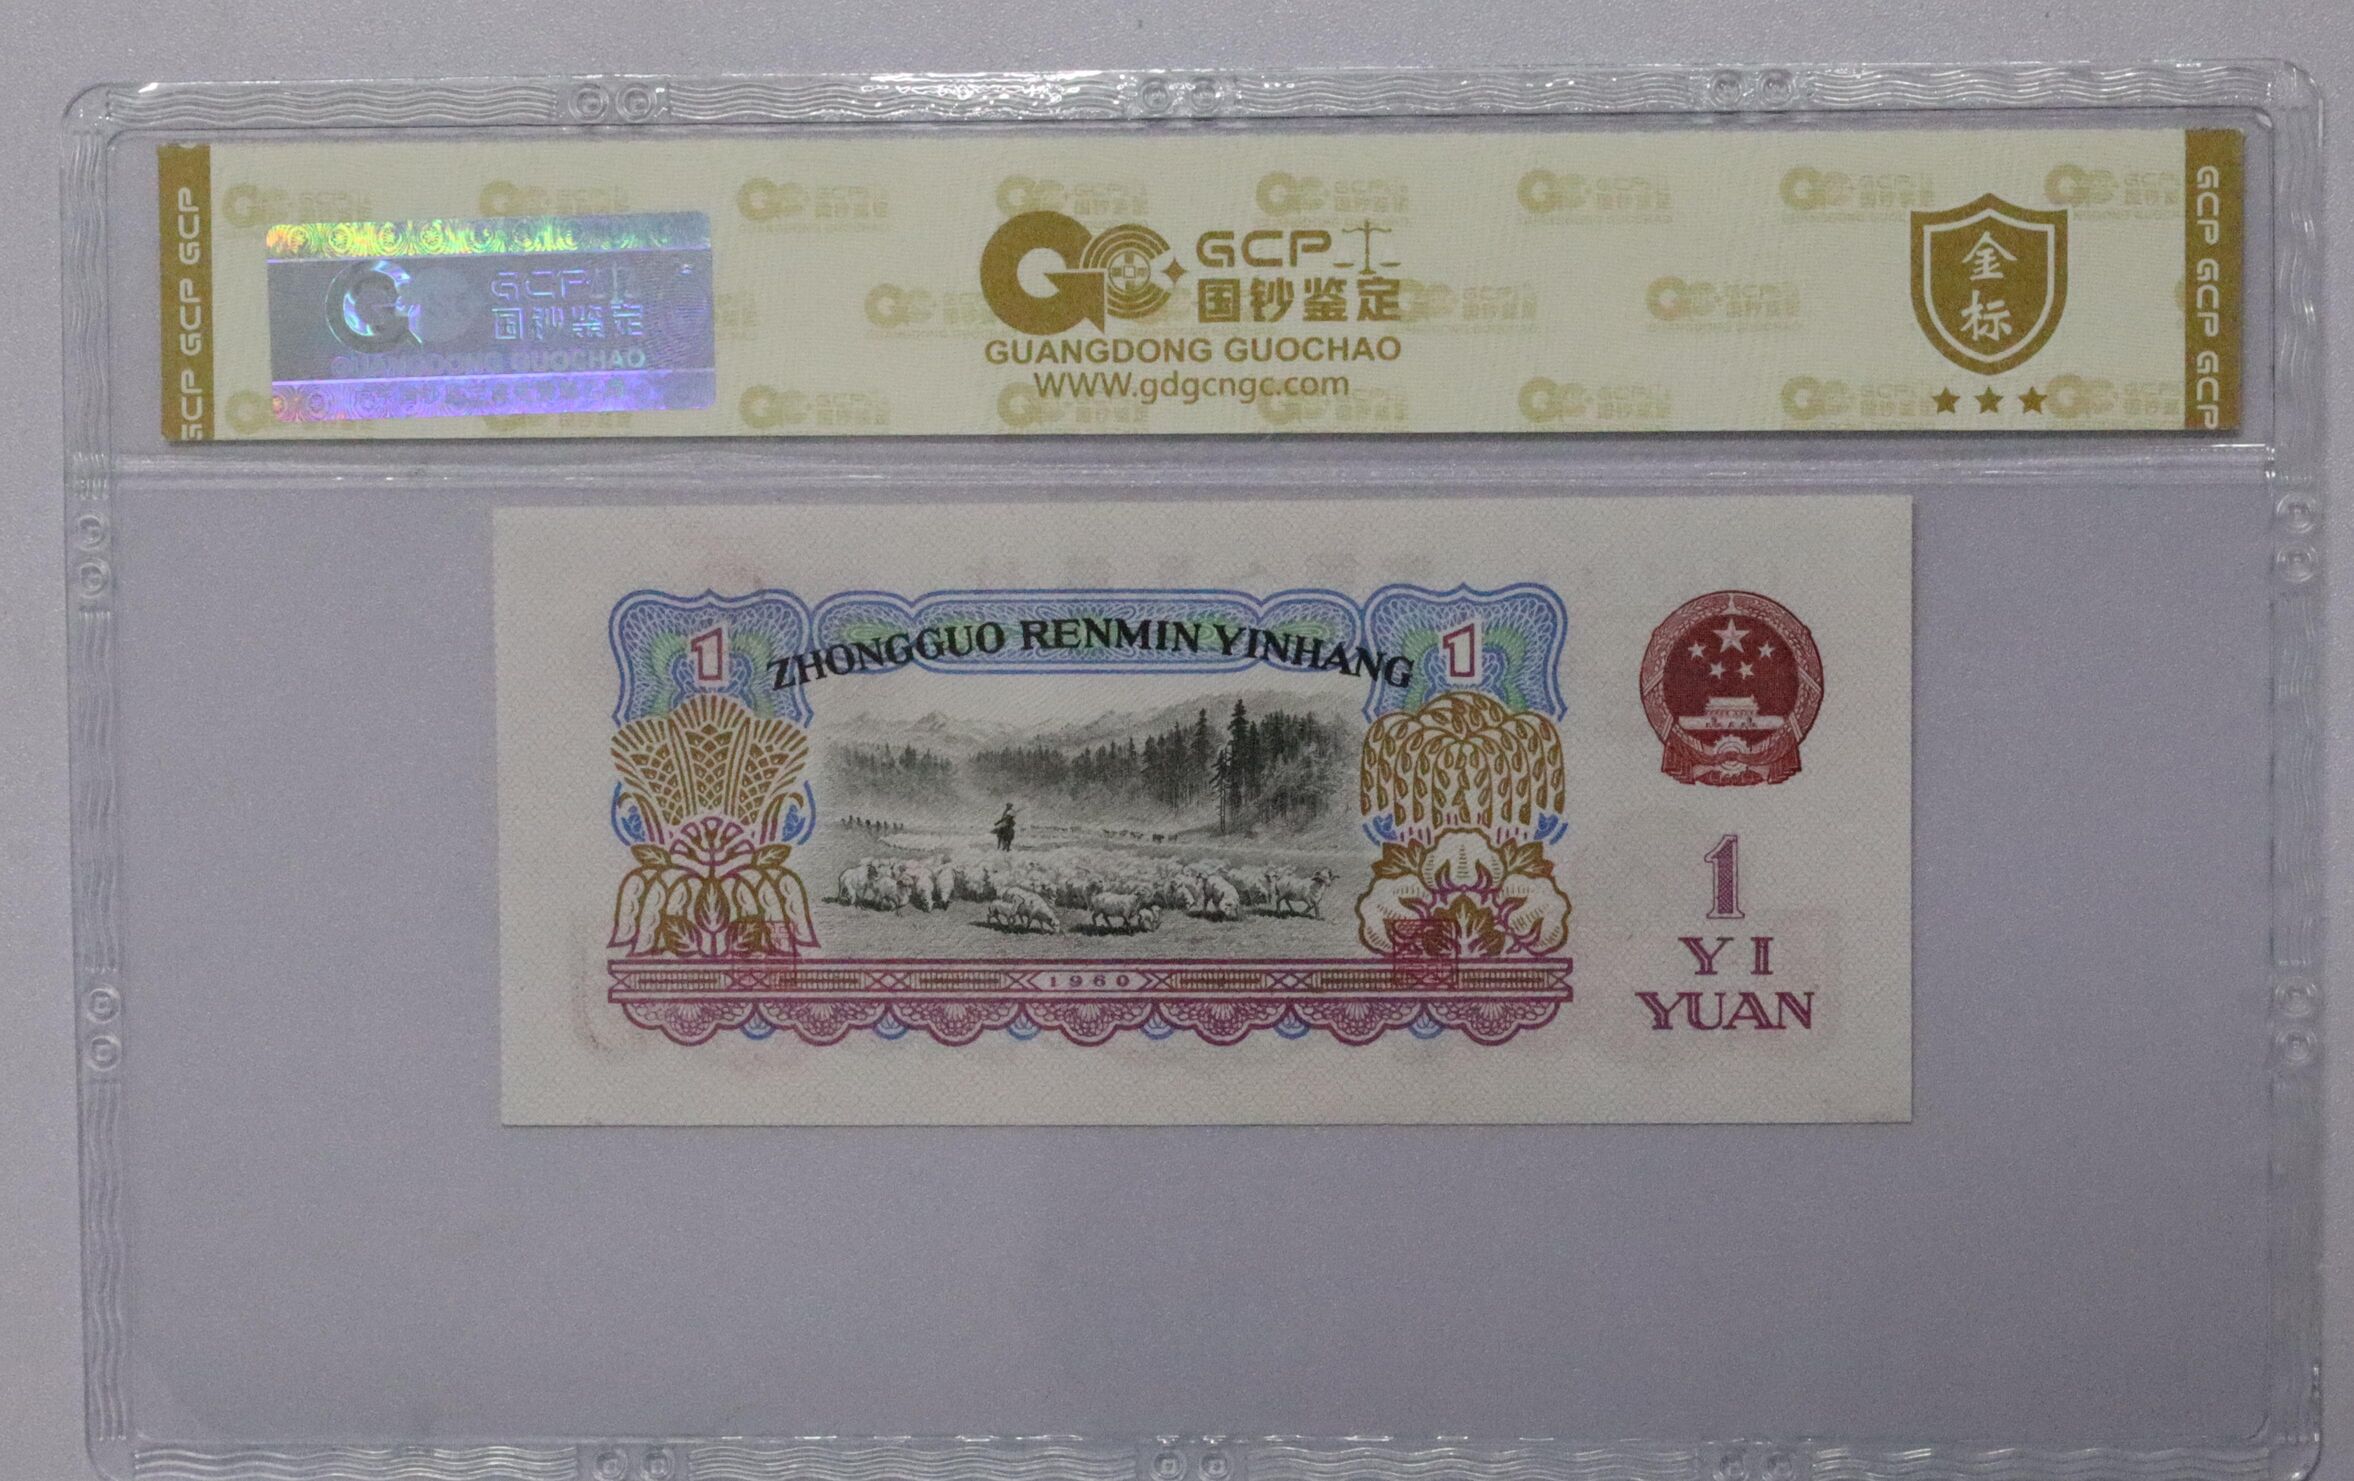 GCP GCP GCP
GCP
国钞鉴定
GUANGDONG GUOCHAO
GCP
国钞鉴定
GUANGDONG GUOCHAO
WWW.gdgcngc.com
金
标
GCP GCP GCP
1
ZHONGGUO RENMIN YINHANG
1
1960
1
YI
YUAN